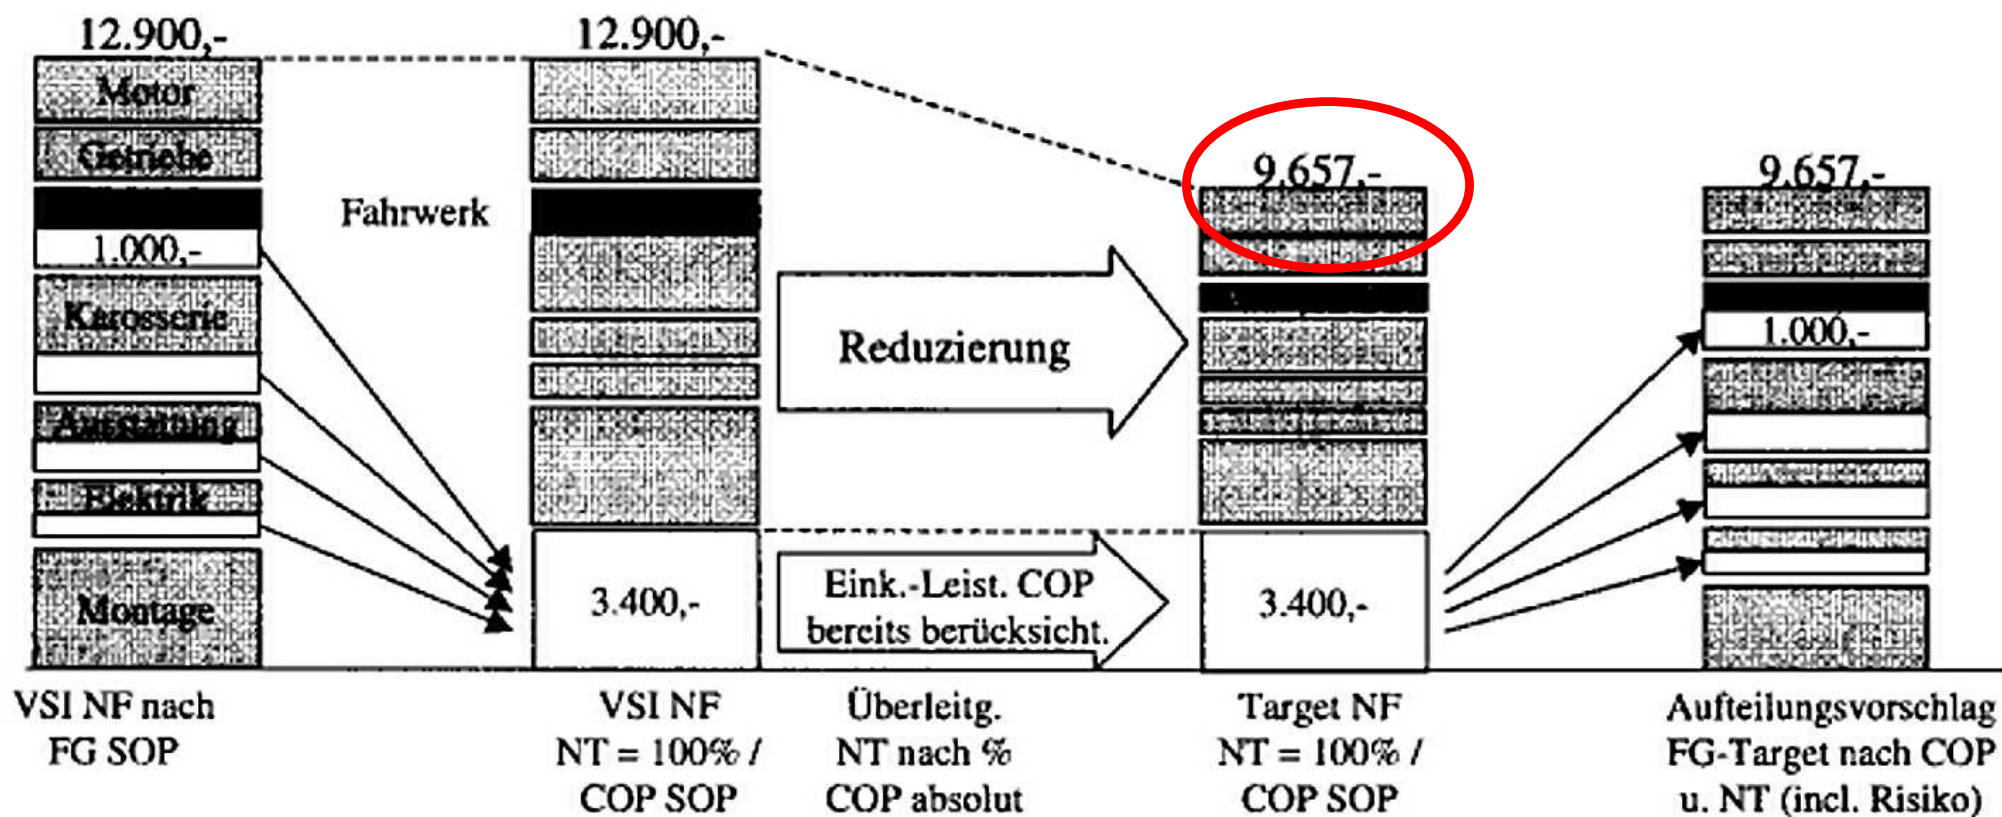 12.900,-
Motor
Getriebe
1.000,-
Karosserie
Ausstattung
Elektrik
Montage
VSI NF nach
FG SOP
Fahrwerk
12.900,-
3.400,-
VSI NF
NT = 100% /
COP SOP
Reduzierung
Eink.-Leist. COP
bereits berücksicht.
Überleitg.
NT nach %
COP absolut
9.657,-
3.400,-
Target NF
NT = 100% /
COP SOP
9.657,-
1.000,-
Aufteilungsvorschlag
FG-Target nach COP
u. NT (incl. Risiko)